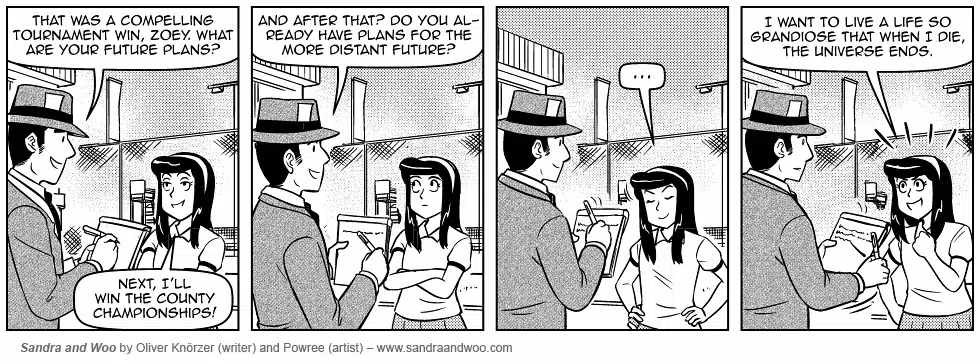 THAT WAS A COMPELLING
TOURNAMENT WIN, ZOEY. WHAT
ARE YOUR FUTURE PLANS?
NEXT, I'LL
WIN THE COUNTY
CHAMPIONSHIPS!
AND AFTER THAT? DO YOU AL-
READY HAVE PLANS FOR THE
MORE DISTANT FUTURE?
...
I WANT TO LIVE A LIFE SO
GRANDIOSE THAT WHEN I DIE,
THE UNIVERSE ENDS.
Sandra and Woo by Oliver Knörzer (writer) and Powree (artist) – www.sandraandwoo.com